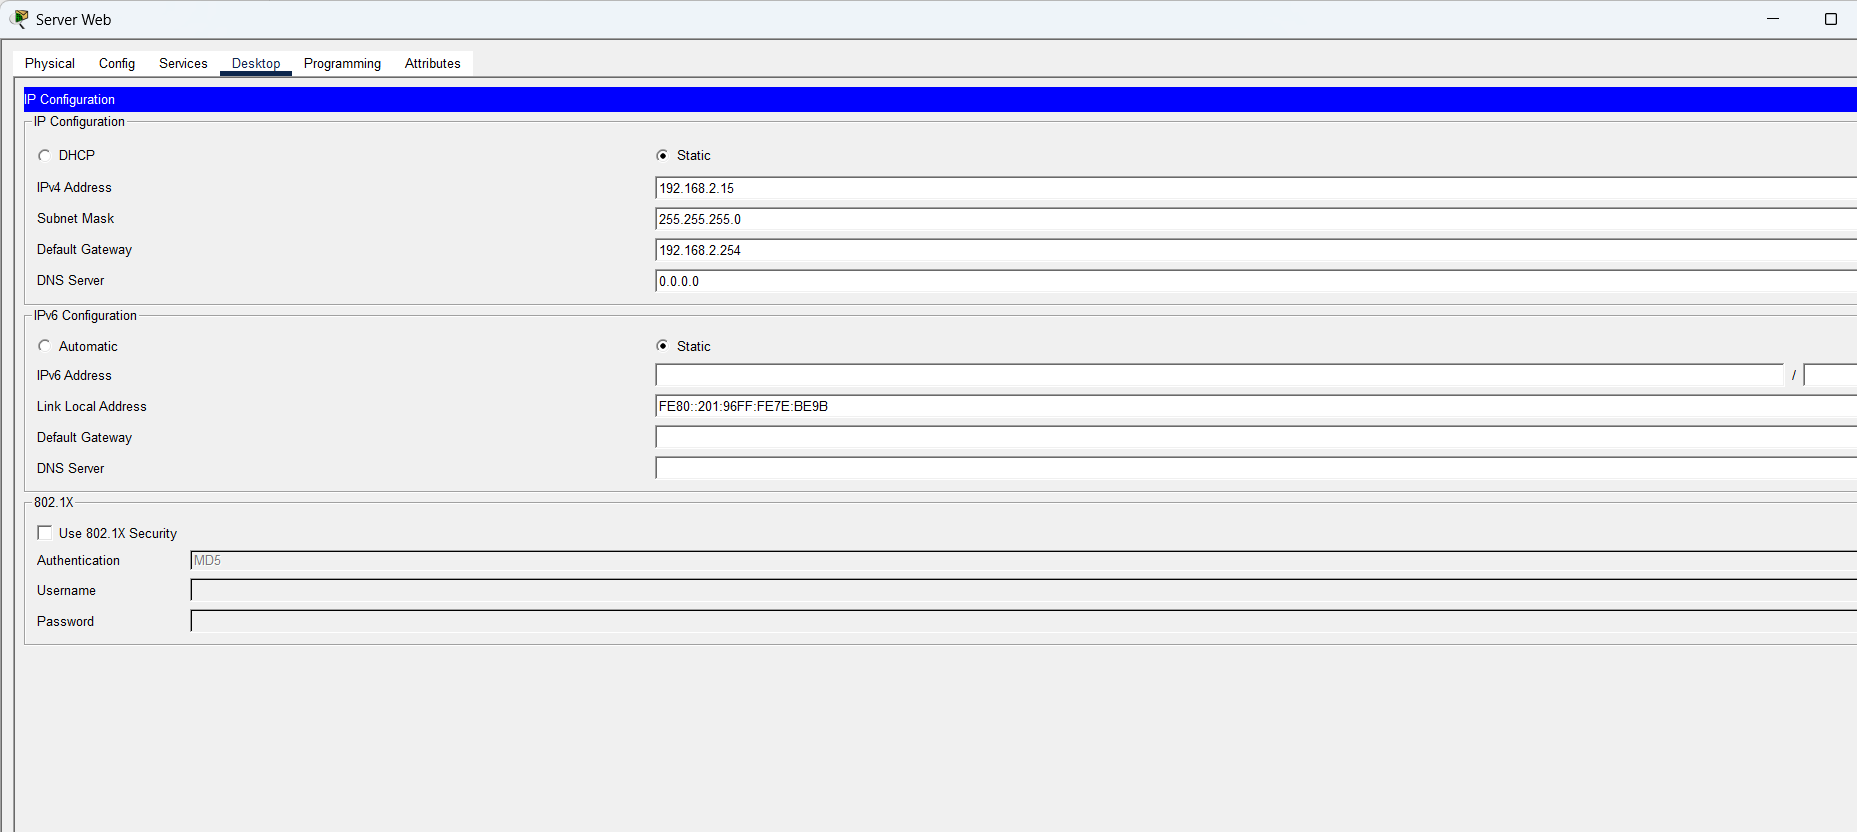 Server Web
Physical Config Services Desktop Programming Attributes
IP Configuration
IP Configuration
DHCP Static
IPv4 Address 192.168.2.15
Subnet Mask 255.255.255.0
Default Gateway 192.168.2.254
DNS Server 0.0.0.0
IPv6 Configuration
Automatic Static
IPv6 Address /
Link Local Address FE80::201:96FF:FE7E:BE9B
Default Gateway
DNS Server
802.1X
Use 802.1X Security
Authentication MD5
Username
Password